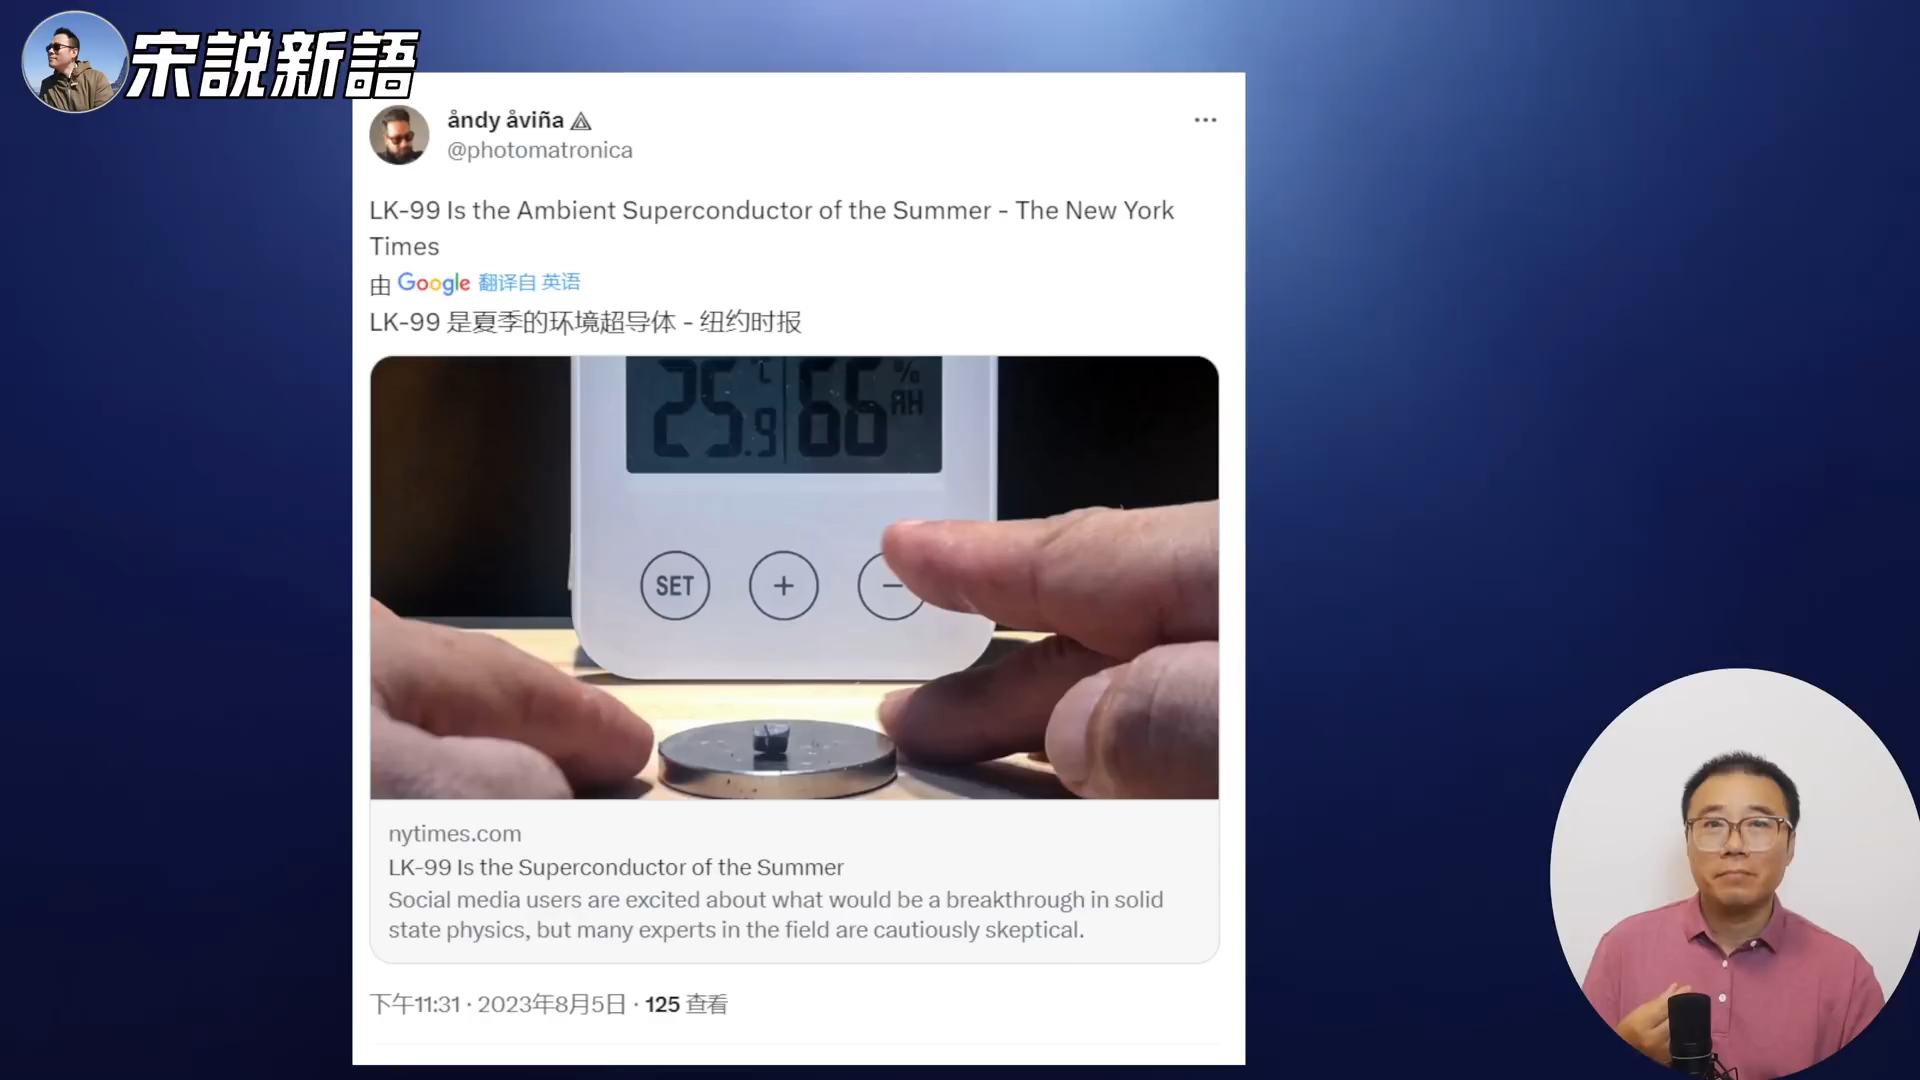 宋説新語
åndy åviña
@photomatronica
LK-99 Is the Ambient Superconductor of the Summer - The New York
Times
由 Google 翻译自 英语
LK-99 是夏季的环境超导体 - 纽约时报
25.9 °C 66 % RH
SET + −
nytimes.com
LK-99 Is the Superconductor of the Summer
Social media users are excited about what would be a breakthrough in solid
state physics, but many experts in the field are cautiously skeptical.
下午11:31 · 2023年8月5日 · 125 查看